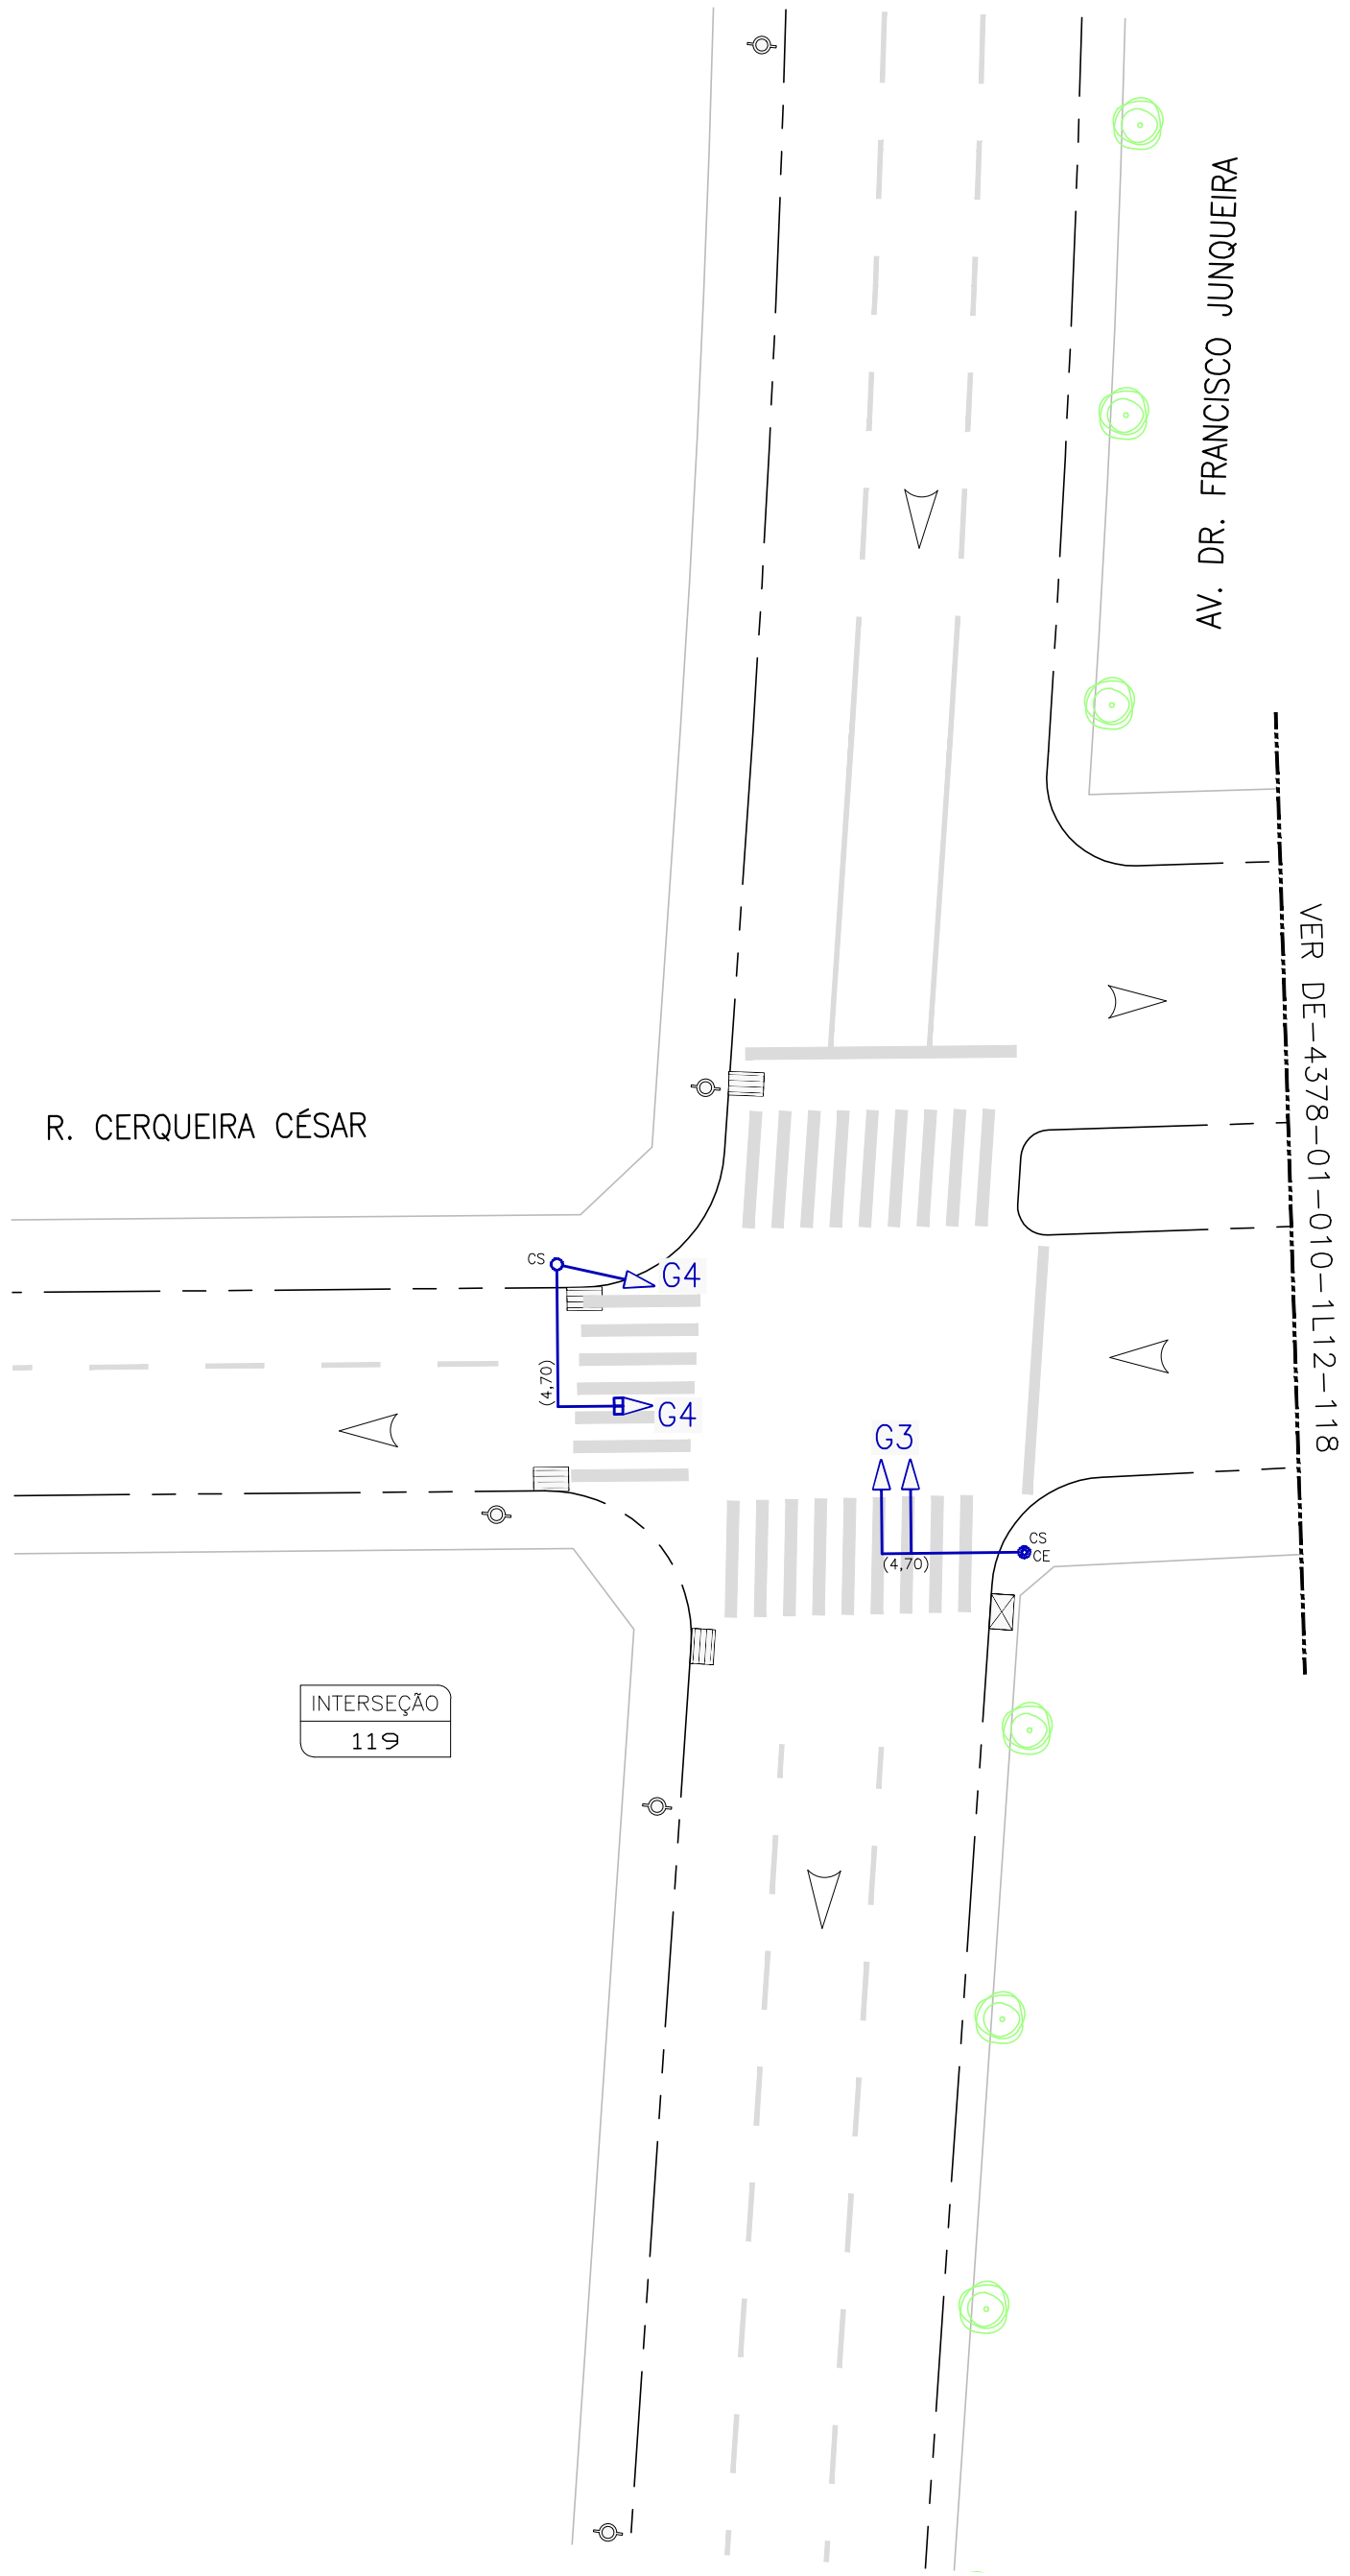 AV. DR. FRANCISCO JUNQUEIRA
VER DE-4378-01-010-1L12-118
R. CERQUEIRA CÉSAR
CS
G4
(4,70)
G4
G3
CS
CE
(4,70)
INTERSEÇÃO
119